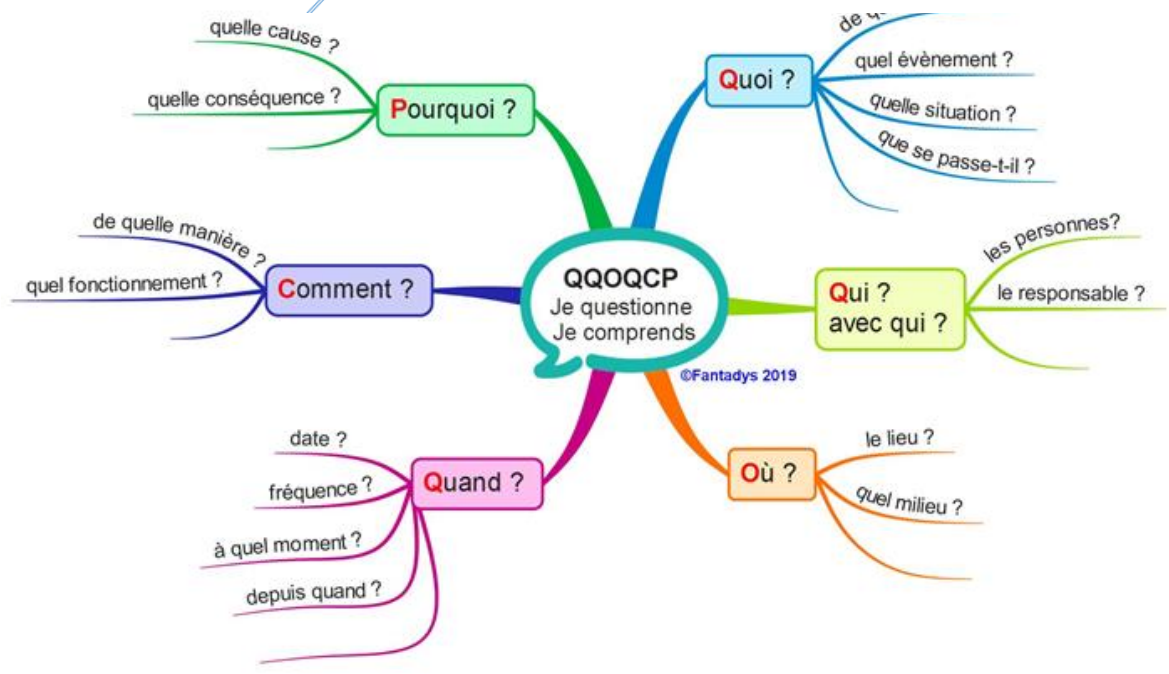 QQOQCP
Je questionne
Je comprends
©Fantadys 2019
Quoi ?
quel évènement ?
quelle situation ?
que se passe-t-il ?
Qui ?
avec qui ?
les personnes?
le responsable ?
Où ?
le lieu ?
quel milieu ?
Quand ?
date ?
fréquence ?
à quel moment ?
depuis quand ?
Comment ?
de quelle manière ?
quel fonctionnement ?
Pourquoi ?
quelle cause ?
quelle conséquence ?